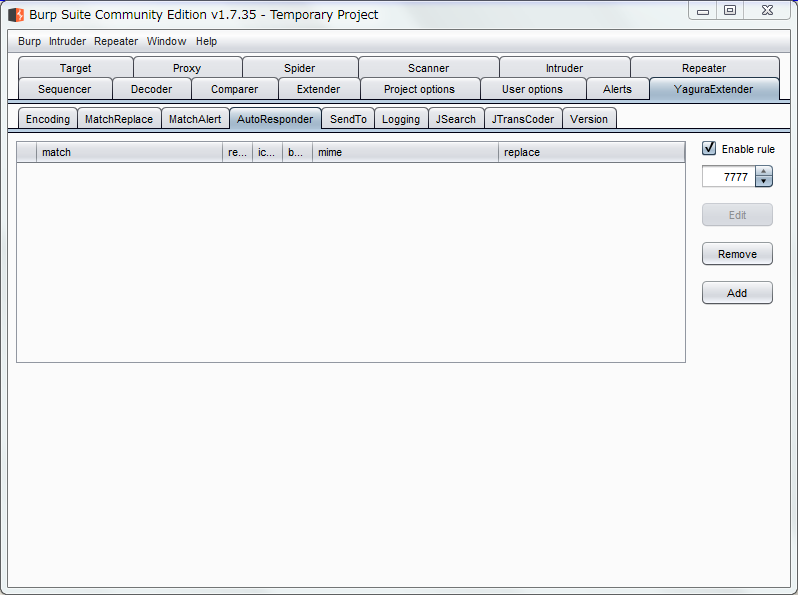 Burp Suite Community Edition v1.7.35 - Temporary Project
Burp Intruder Repeater Window Help
Target Proxy Spider Scanner Intruder Repeater
Sequencer Decoder Comparer Extender Project options User options Alerts YaguraExtender
Encoding MatchReplace MatchAlert AutoResponder SendTo Logging JSearch JTransCoder Version
match re... ic... b... mime replace
Enable rule
7777
Edit
Remove
Add